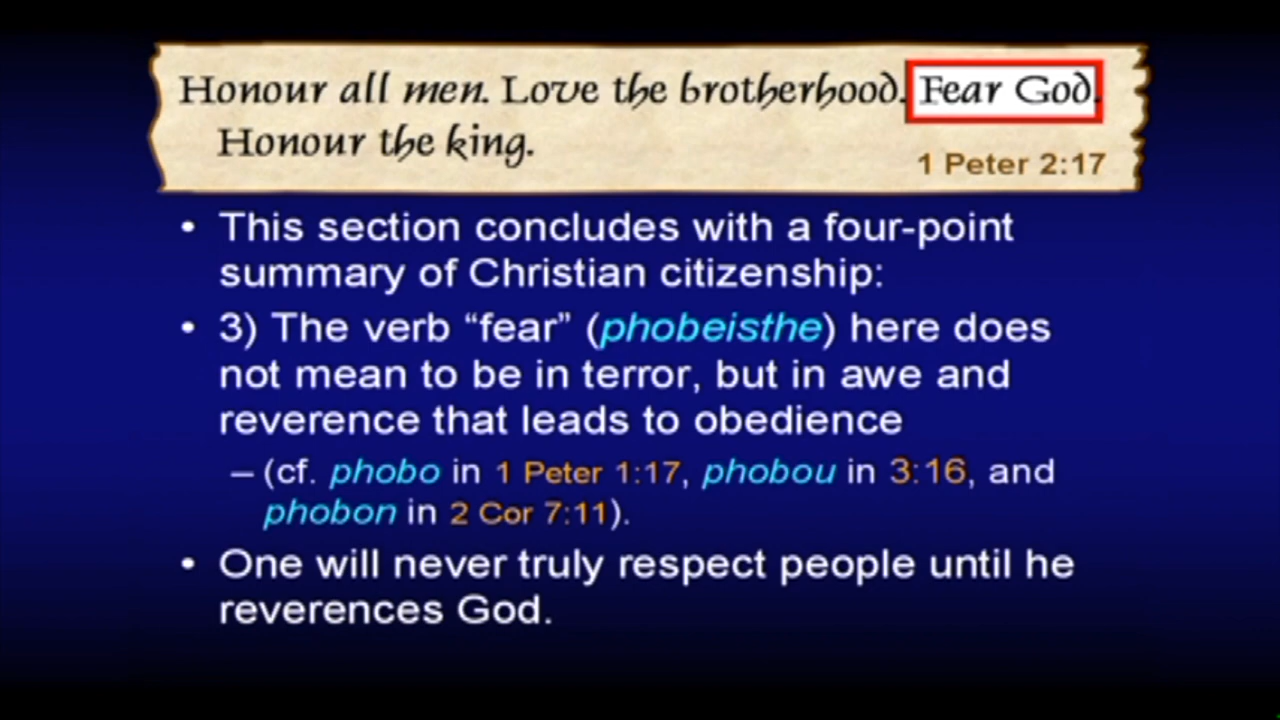 Honour all men. Love the brotherhood. Fear God.
Honour the king.
1 Peter 2:17
• This section concludes with a four-point
summary of Christian citizenship:
• 3) The verb “fear” (phobeisthe) here does
not mean to be in terror, but in awe and
reverence that leads to obedience
– (cf. phobo in 1 Peter 1:17, phobou in 3:16, and
phobon in 2 Cor 7:11).
• One will never truly respect people until he
reverences God.